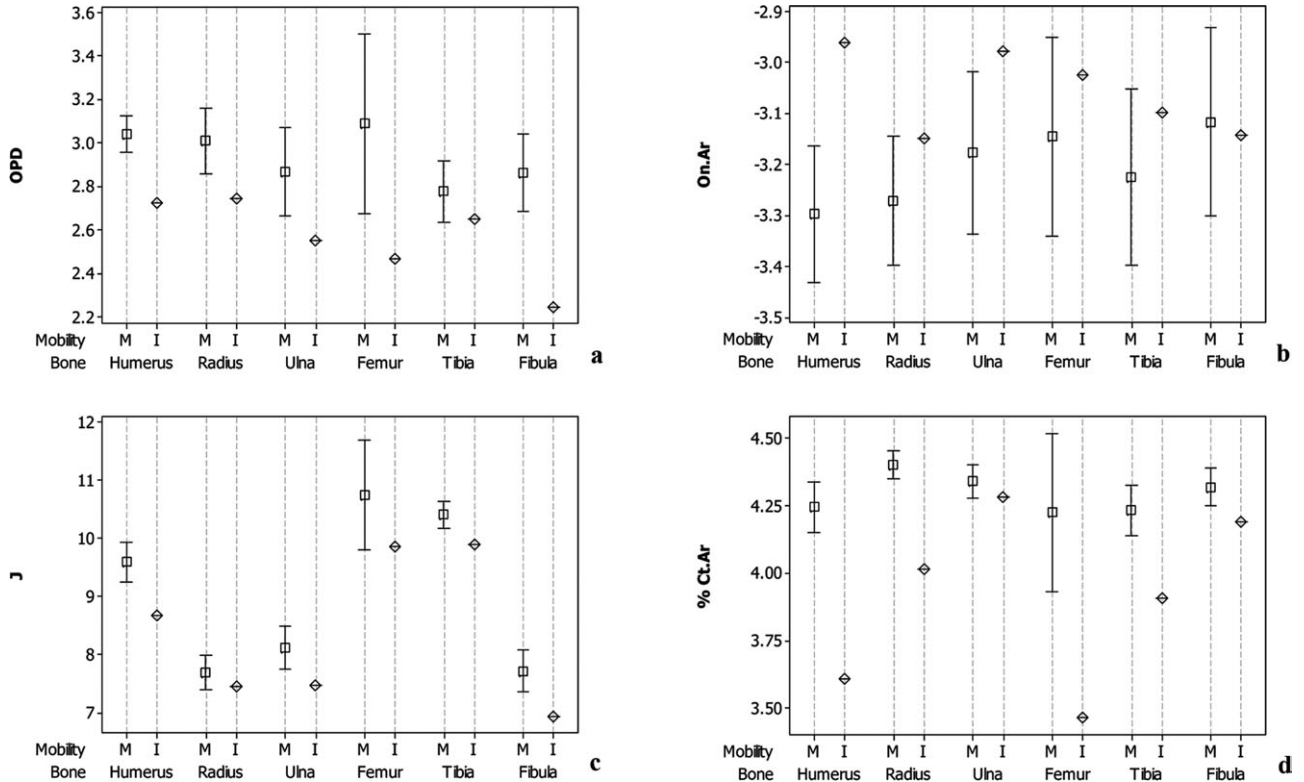 3.6
3.4
3.2
3.0
2.8
2.6
2.4
2.2
OPD
Mobility M I M I M I M I M I M I
Bone Humerus Radius Ulna Femur Tibia Fibula
a
-2.9
-3.0
-3.1
-3.2
-3.3
-3.4
-3.5
On.Ar
Mobility M I M I M I M I M I M I
Bone Humerus Radius Ulna Femur Tibia Fibula
b
12
11
10
9
8
7
J
Mobility M I M I M I M I M I M I
Bone Humerus Radius Ulna Femur Tibia Fibula
c
4.50
4.25
4.00
3.75
3.50
% Ct.Ar
Mobility M I M I M I M I M I M I
Bone Humerus Radius Ulna Femur Tibia Fibula
d